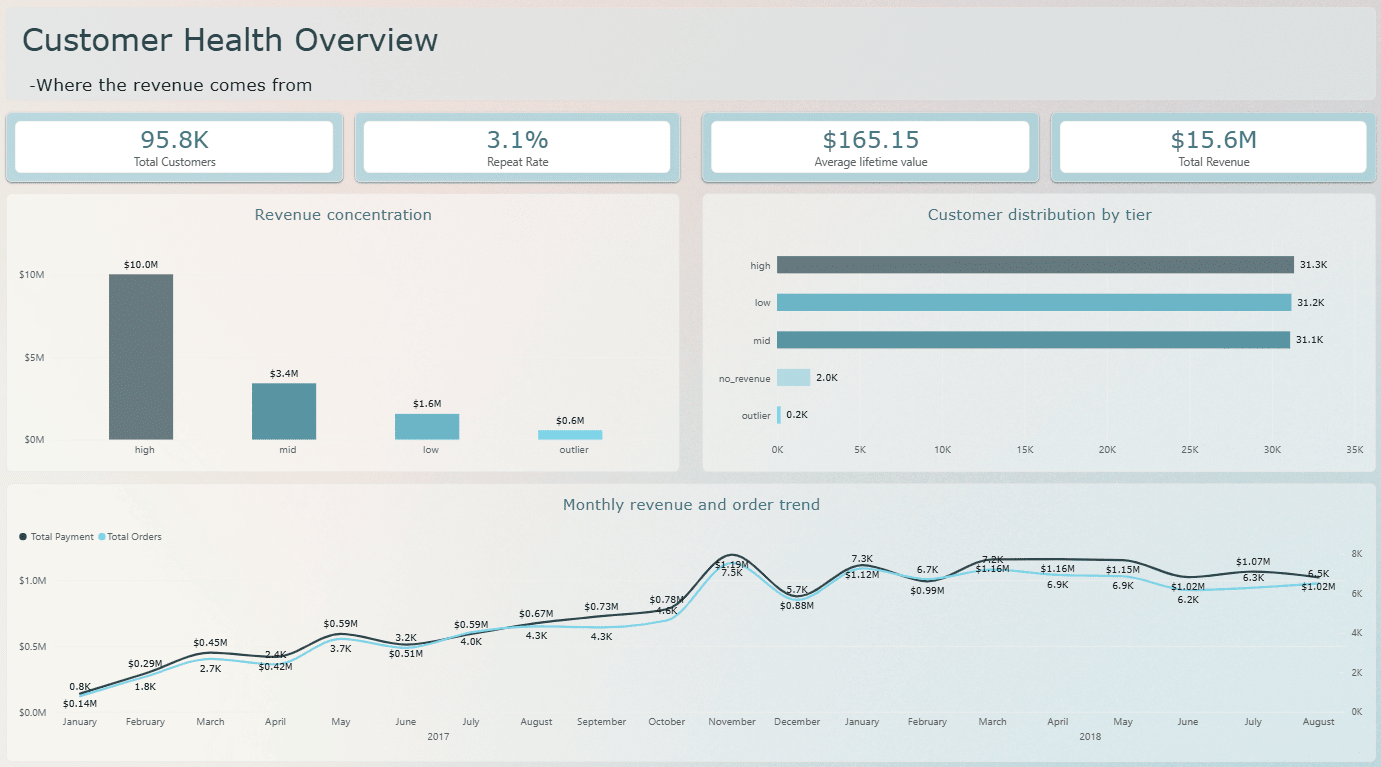 Customer Health Overview
-Where the revenue comes from
95.8K
Total Customers
3.1%
Repeat Rate
$165.15
Average lifetime value
$15.6M
Total Revenue
Revenue concentration
$10M
$5M
$0M
$10.0M
$3.4M
$1.6M
$0.6M
high
mid
low
outlier
Customer distribution by tier
high 31.3K
low 31.2K
mid 31.1K
no_revenue 2.0K
outlier 0.2K
0K 5K 10K 15K 20K 25K 30K 35K
Monthly revenue and order trend
Total Payment Total Orders
$1.0M
$0.5M
$0.0M
8K
6K
4K
2K
0K
0.8K
$0.14M
$0.29M
1.8K
$0.45M
2.7K
2.4K
$0.42M
$0.59M
3.7K
3.2K
$0.51M
$0.59M
4.0K
$0.67M
4.3K
$0.73M
4.3K
$0.78M
4.6K
$1.19M
7.5K
5.7K
$0.88M
7.3K
$1.12M
6.7K
$0.99M
7.2K
$1.16M
$1.16M
6.9K
$1.15M
6.9K
$1.02M
6.2K
$1.07M
6.3K
6.5K
$1.02M
January February March April May June July August September October November December January February March April May June July August
2017 2018